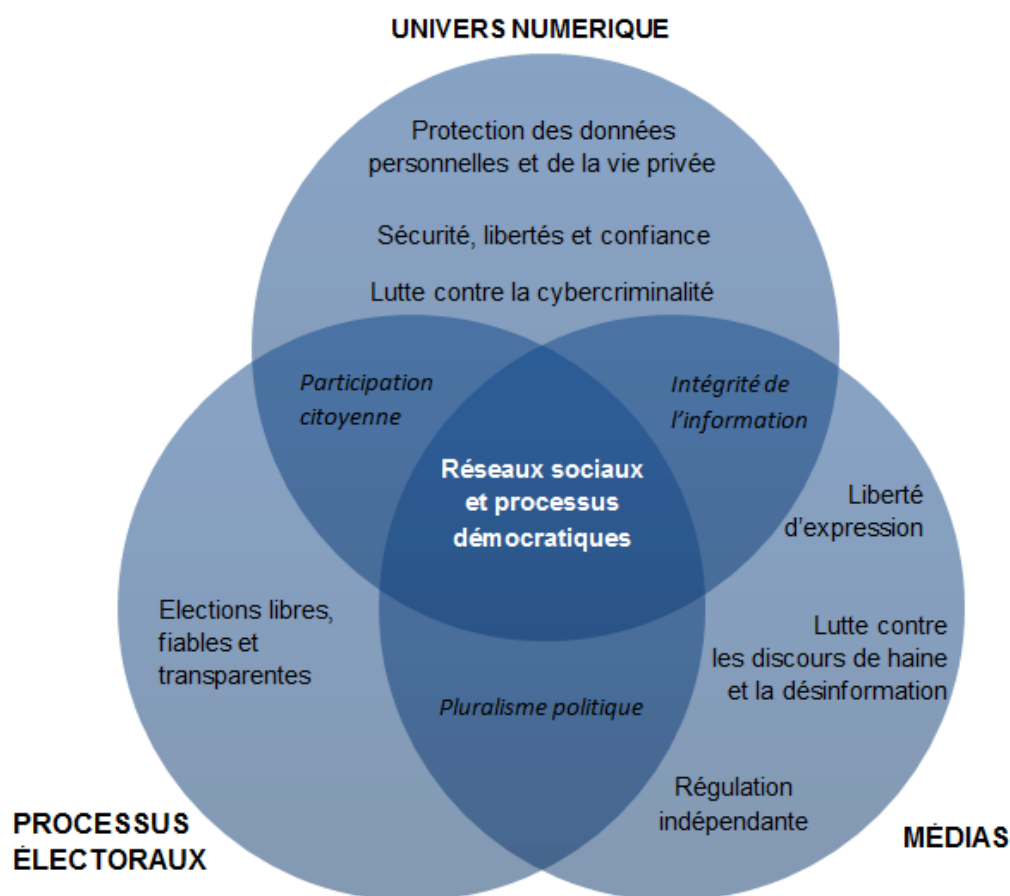 UNIVERS NUMERIQUE
Protection des données
personnelles et de la vie privée
Sécurité, libertés et confiance
Lutte contre la cybercriminalité
Participation
citoyenne
Intégrité de
l'information
Réseaux sociaux
et processus
démocratiques
Liberté
d'expression
Elections libres,
fiables et
transparentes
Lutte contre
les discours de haine
et la désinformation
Pluralisme politique
Régulation
indépendante
PROCESSUS
ÉLECTORAUX
MÉDIAS